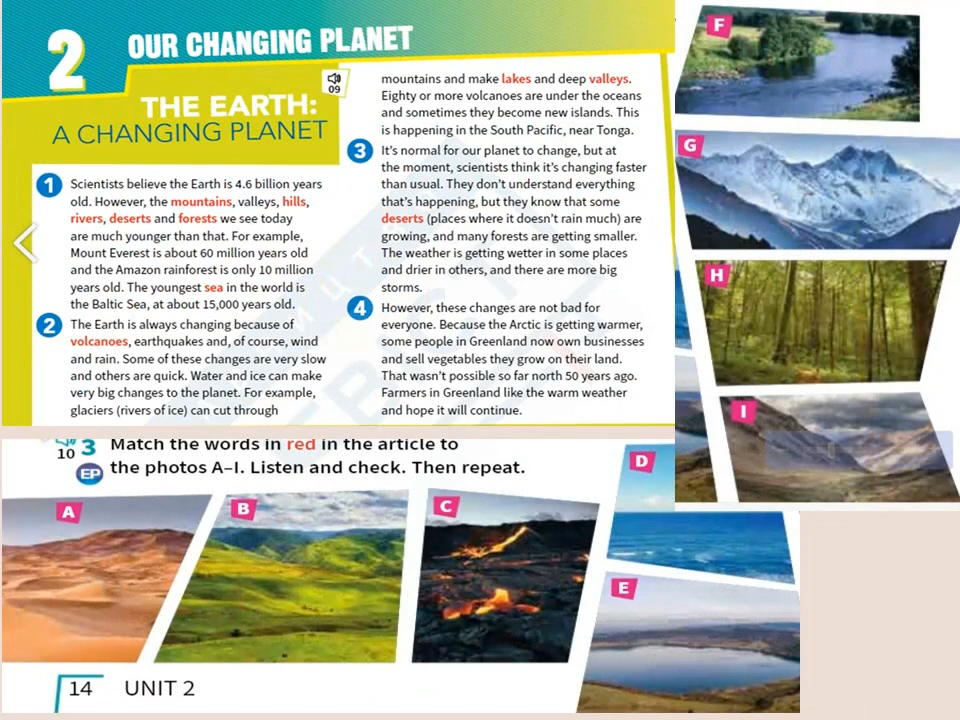 2
OUR CHANGING PLANET
THE EARTH:
A CHANGING PLANET
09
1
Scientists believe the Earth is 4.6 billion years
old. However, the mountains, valleys, hills,
rivers, deserts and forests we see today
are much younger than that. For example,
Mount Everest is about 60 million years old
and the Amazon rainforest is only 10 million
years old. The youngest sea in the world is
the Baltic Sea, at about 15,000 years old.
2
The Earth is always changing because of
volcanoes, earthquakes and, of course, wind
and rain. Some of these changes are very slow
and others are quick. Water and ice can make
very big changes to the planet. For example,
glaciers (rivers of ice) can cut through
mountains and make lakes and deep valleys.
Eighty or more volcanoes are under the oceans
and sometimes they become new islands. This
is happening in the South Pacific, near Tonga.
3
It's normal for our planet to change, but at
the moment, scientists think it's changing faster
than usual. They don't understand everything
that's happening, but they know that some
deserts (places where it doesn't rain much) are
growing, and many forests are getting smaller.
The weather is getting wetter in some places
and drier in others, and there are more big
storms.
4
However, these changes are not bad for
everyone. Because the Arctic is getting warmer,
some people in Greenland now own businesses
and sell vegetables they grow on their land.
That wasn't possible so far north 50 years ago.
Farmers in Greenland like the warm weather
and hope it will continue.
10
3
EP
Match the words in red in the article to
the photos A–I. Listen and check. Then repeat.
A
B
C
D
E
F
G
H
I
14 UNIT 2